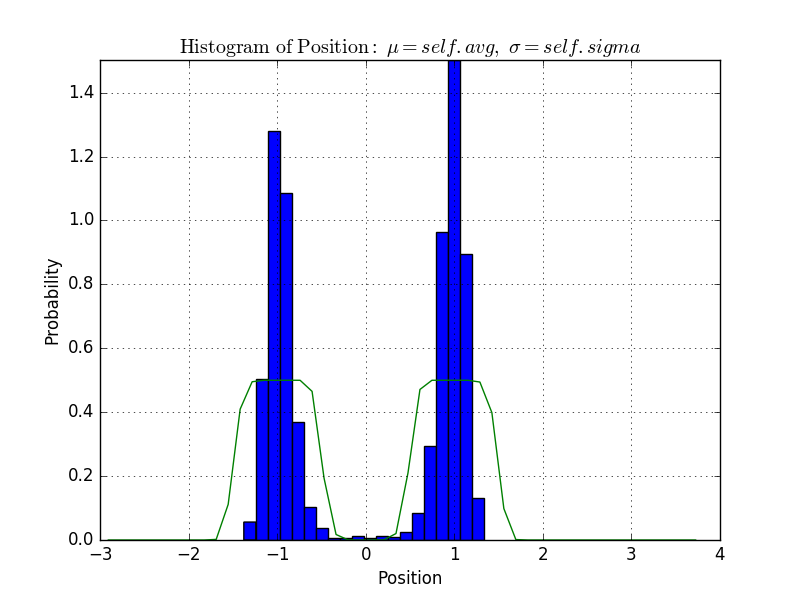 Histogram of Position: μ = self.avg, σ = self.sigma
1.4
1.2
1.0
0.8
0.6
0.4
0.2
0.0
Probability
−3 −2 −1 0 1 2 3 4
Position